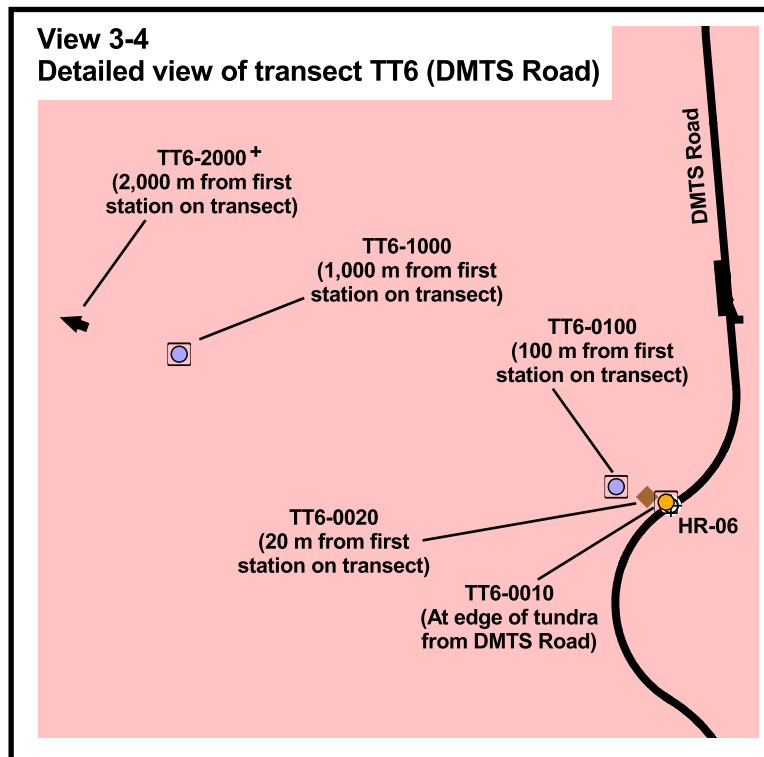 View 3-4
Detailed view of transect TT6 (DMTS Road)
TT6-2000+
(2,000 m from first
station on transect)
DMTS Road
TT6-1000
(1,000 m from first
station on transect)
TT6-0100
(100 m from first
station on transect)
TT6-0020
(20 m from first
station on transect)
HR-06
TT6-0010
(At edge of tundra
from DMTS Road)